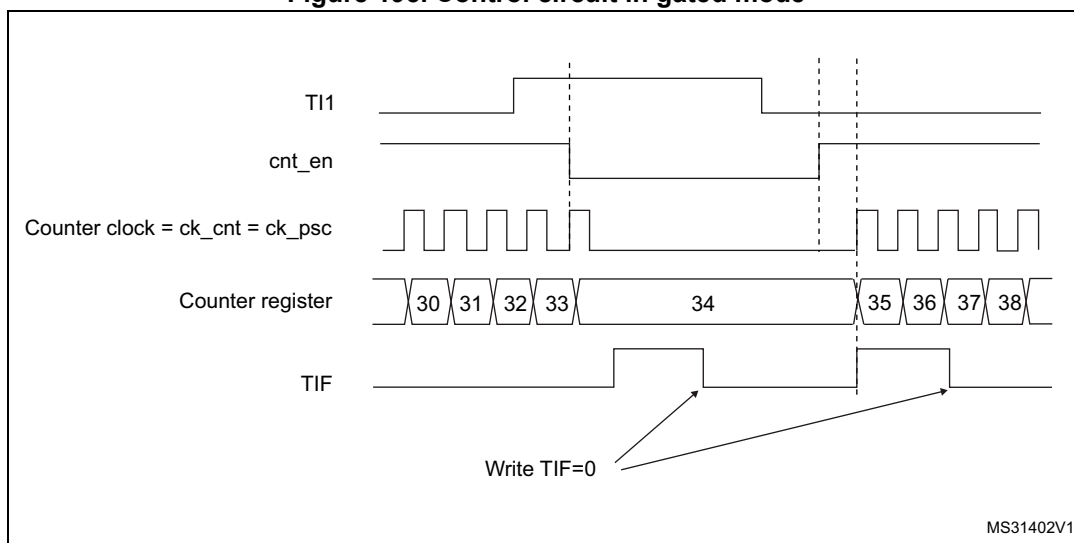 Figure Control circuit in gated mode
TI1
cnt_en
Counter clock = ck_cnt = ck_psc
Counter register
30 31 32 33 34 35 36 37 38
TIF
Write TIF=0
MS31402V1